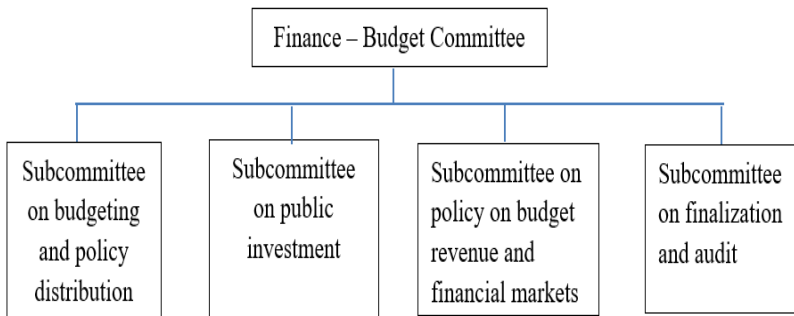 Finance – Budget Committee
Subcommittee
on budgeting
and policy
distribution
Subcommittee
on public
investment
Subcommittee on
policy on budget
revenue and
financial markets
Subcommittee
on finalization
and audit